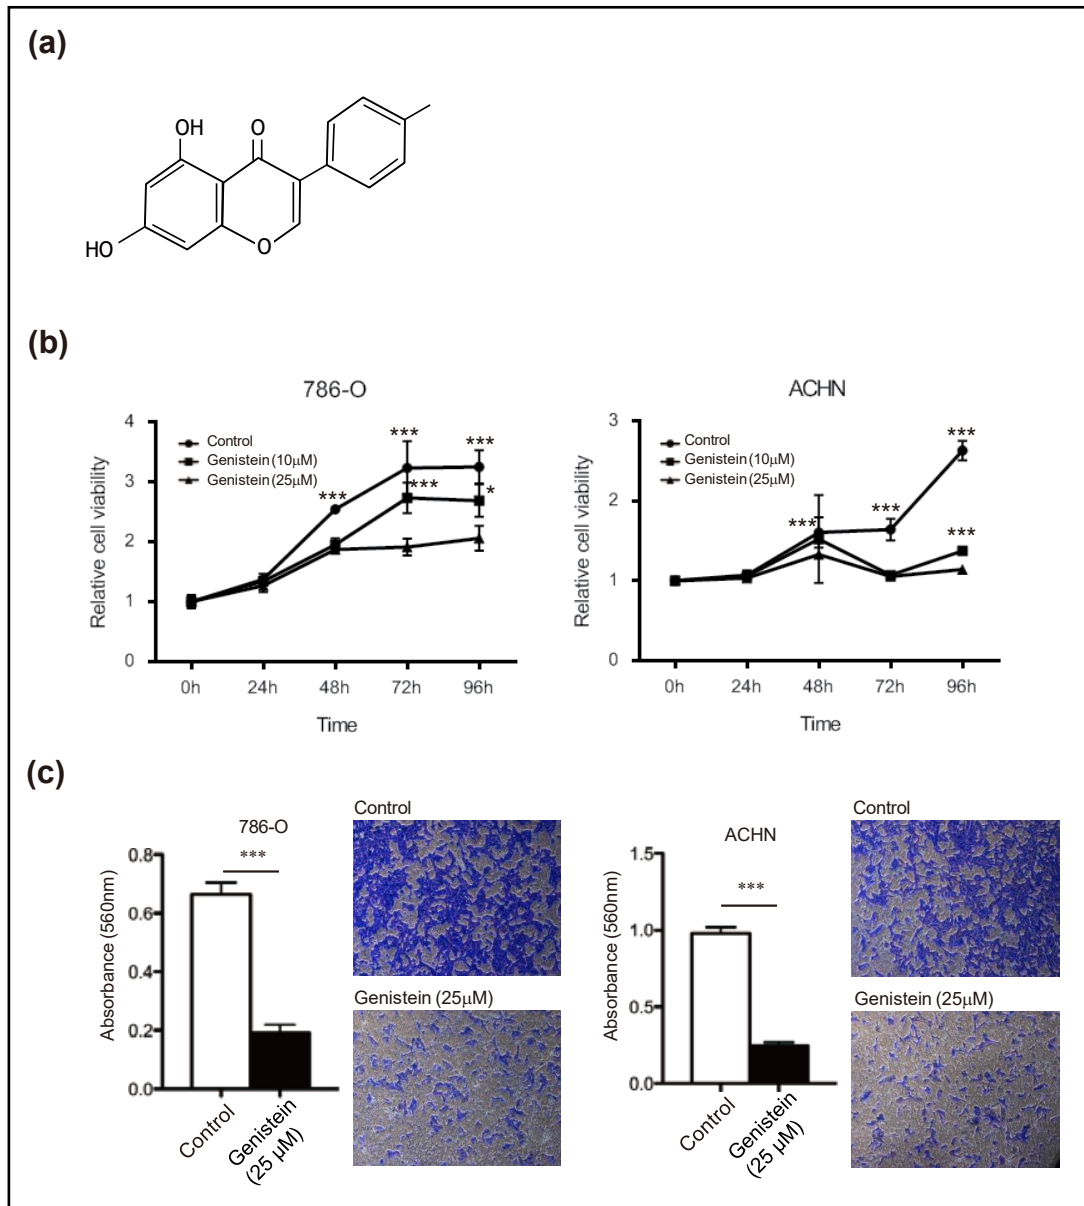 (a)
OH
O
HO
O
(b)
786-O
Relative cell viability
4
3
2
1
0
Control
Genistein (10μM)
Genistein (25μM)
***
***
***
***
*
0h 24h 48h 72h 96h
Time
ACHN
Relative cell viability
3
2
1
0
Control
Genistein (10μM)
Genistein (25μM)
***
***
***
***
0h 24h 48h 72h 96h
Time
(c)
786-O
Absorbance (560nm)
0.8
0.6
0.4
0.2
0.0
***
Control
Genistein
(25 μM)
Control
Genistein (25μM)
ACHN
Absorbance (560nm)
1.5
1.0
0.5
0.0
***
Control
Genistein
(25 μM)
Control
Genistein (25μM)